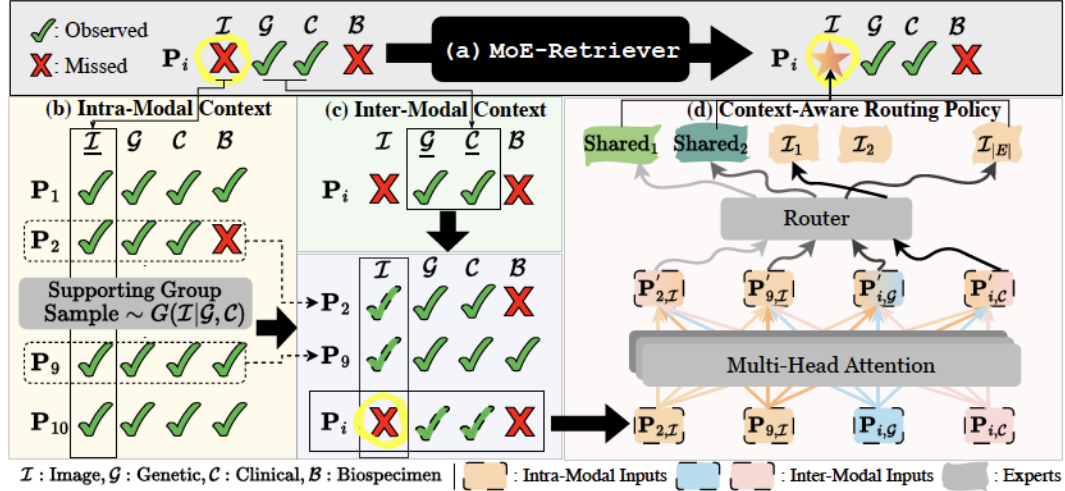 ✓: Observed
✗: Missed
I G C B
P_i
(a) MoE-Retriever
I G C B
P_i
(b) Intra-Modal Context
I G C B
P_1
P_2
Supporting Group
Sample ~ G(I|G, C)
P_9
P_10
(c) Inter-Modal Context
I G C B
P_i
I G C B
P_2
P_9
P_i
(d) Context-Aware Routing Policy
Shared_1 Shared_2 I_1 I_2 I_|E|
Router
P'_2,I P'_9,I P'_i,G P'_i,C
Multi-Head Attention
P_2,I P_9,I P_i,G P_i,C
I : Image, G : Genetic, C : Clinical, B : Biospecimen : Intra-Modal Inputs : Inter-Modal Inputs : Experts